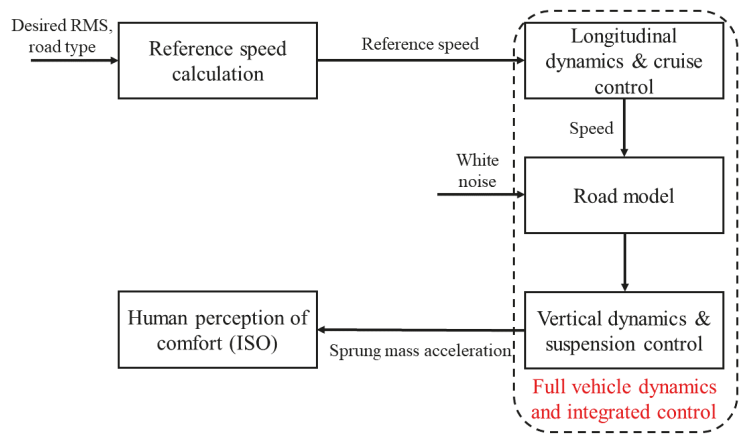 Desired RMS,
road type
Reference speed
calculation
Reference speed
Longitudinal
dynamics & cruise
control
Speed
White
noise
Road model
Human perception of
comfort (ISO)
Sprung mass acceleration
Vertical dynamics &
suspension control
Full vehicle dynamics
and integrated control